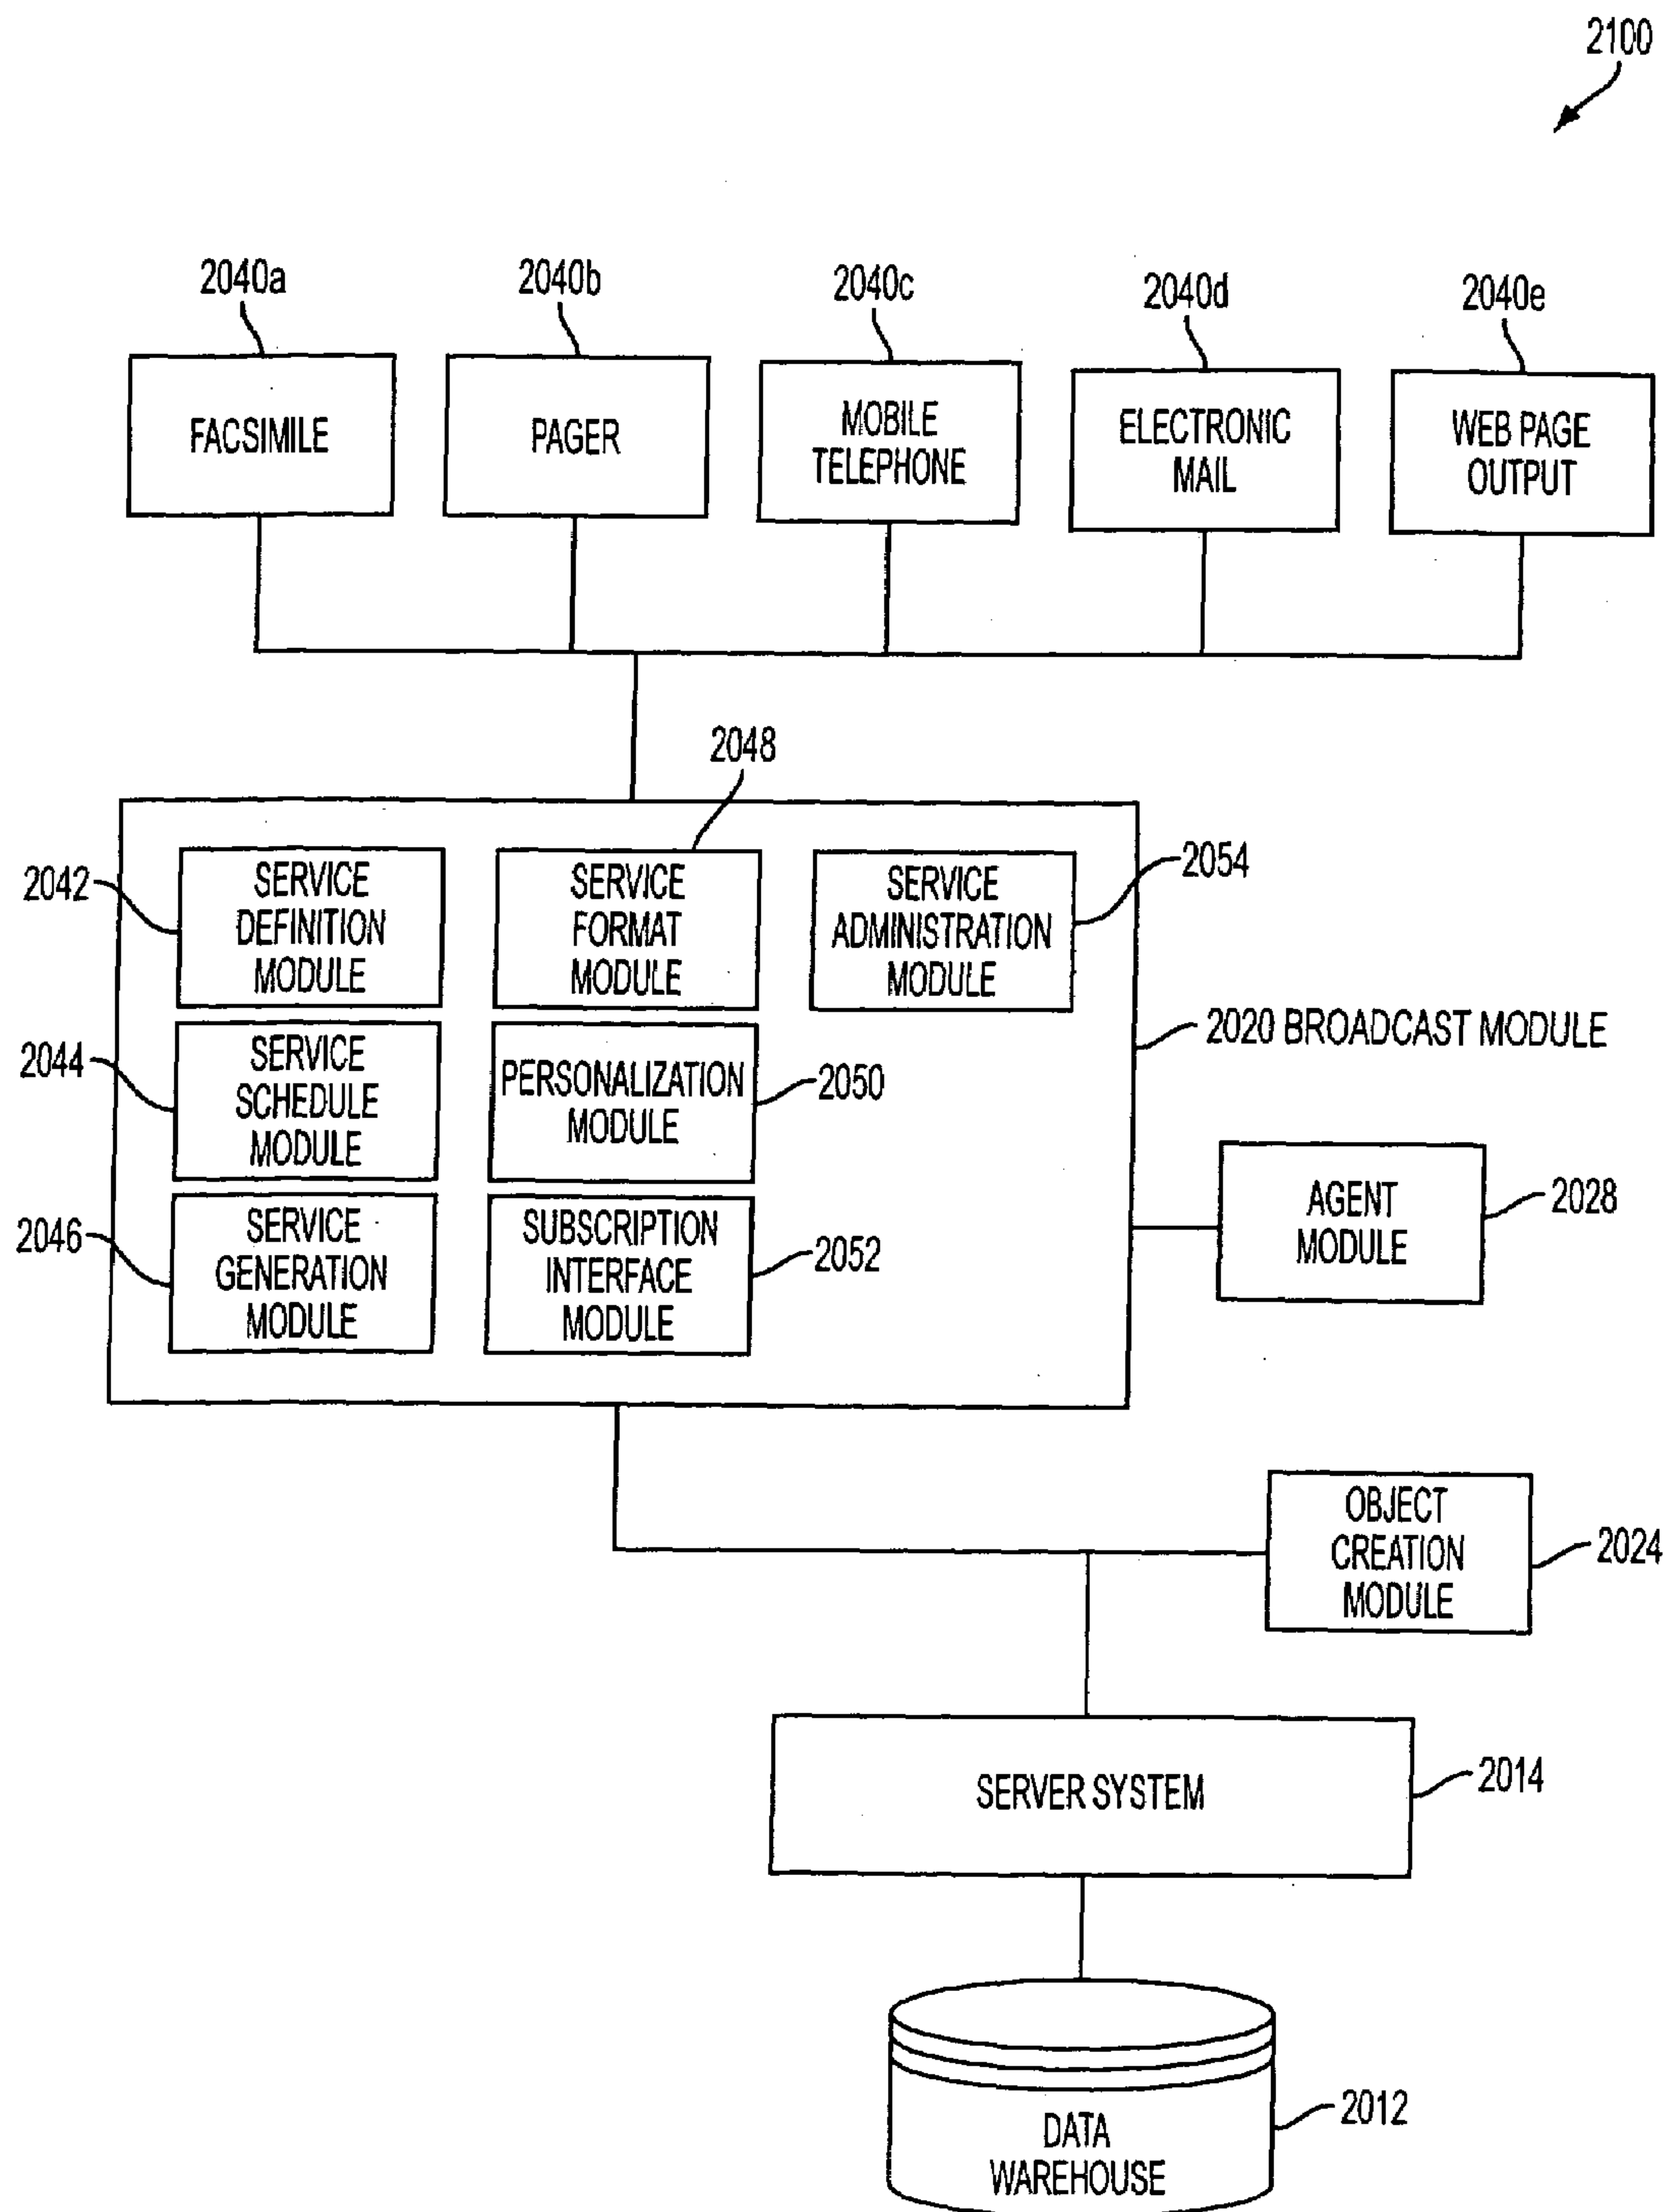 2100
2040a
2040b
2040c
2040d
2040e
FACSIMILE
PAGER
MOBILE
TELEPHONE
ELECTRONIC
MAIL
WEB PAGE
OUTPUT
2048
2042
SERVICE
DEFINITION
MODULE
SERVICE
FORMAT
MODULE
SERVICE
ADMINISTRATION
MODULE
2054
2020 BROADCAST MODULE
2044
SERVICE
SCHEDULE
MODULE
PERSONALIZATION
MODULE
2050
2046
SERVICE
GENERATION
MODULE
SUBSCRIPTION
INTERFACE
MODULE
2052
AGENT
MODULE
2028
OBJECT
CREATION
MODULE
2024
SERVER SYSTEM
2014
DATA
WAREHOUSE
2012